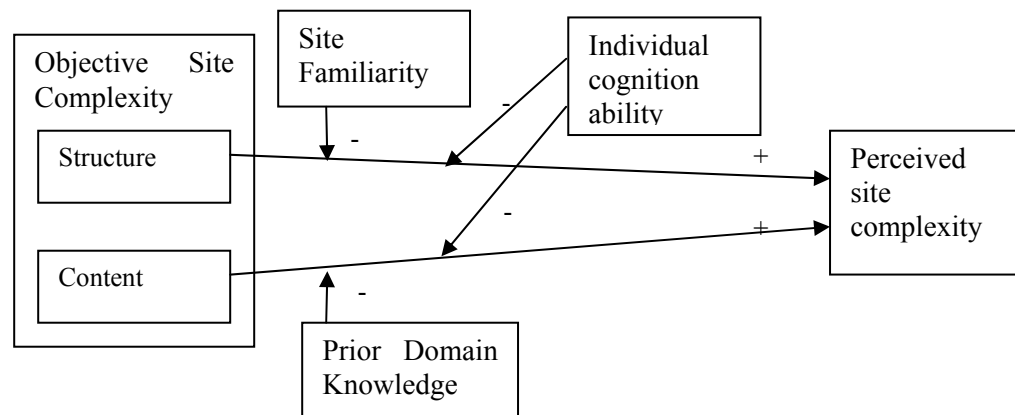 Objective Site
Complexity
Structure
Content
Site
Familiarity
Individual
cognition
ability
-
-
-
-
+
+
Perceived
site
complexity
Prior Domain
Knowledge